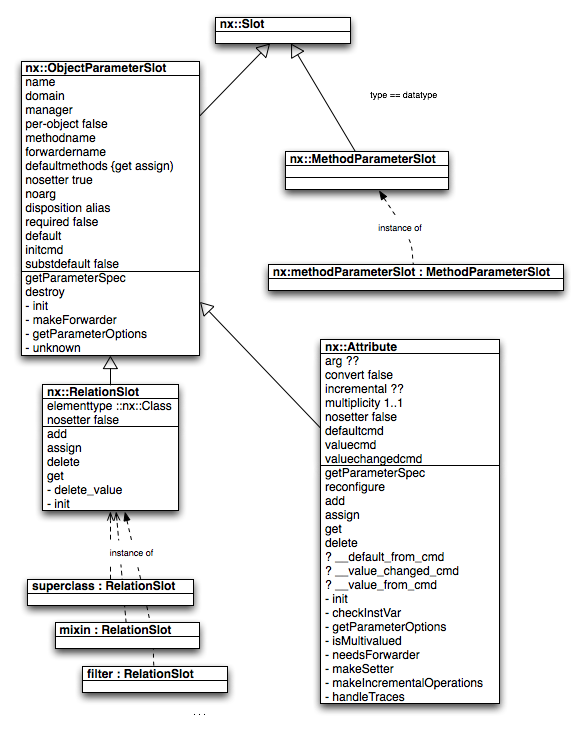 nx::Slot
nx::ObjectParameterSlot
name
domain
manager
per-object false
methodname
forwardername
defaultmethods {get assign}
nosetter true
noarg
disposition alias
required false
default
initcmd
substdefault false
getParameterSpec
destroy
- init
- makeForwarder
- getParameterOptions
- unknown
type == datatype
nx::MethodParameterSlot
instance of
nx:methodParameterSlot : MethodParameterSlot
nx::RelationSlot
elementtype ::nx::Class
nosetter false
add
assign
delete
get
- delete_value
- init
instance of
superclass : RelationSlot
mixin : RelationSlot
filter : RelationSlot
. . .
nx::Attribute
arg ??
convert false
incremental ??
multiplicity 1..1
nosetter false
defaultcmd
valuecmd
valuechangedcmd
getParameterSpec
reconfigure
add
assign
get
delete
? __default_from_cmd
? __value_changed_cmd
? __value_from_cmd
- init
- checkInstVar
- getParameterOptions
- isMultivalued
- needsForwarder
- makeSetter
- makeIncrementalOperations
- handleTraces